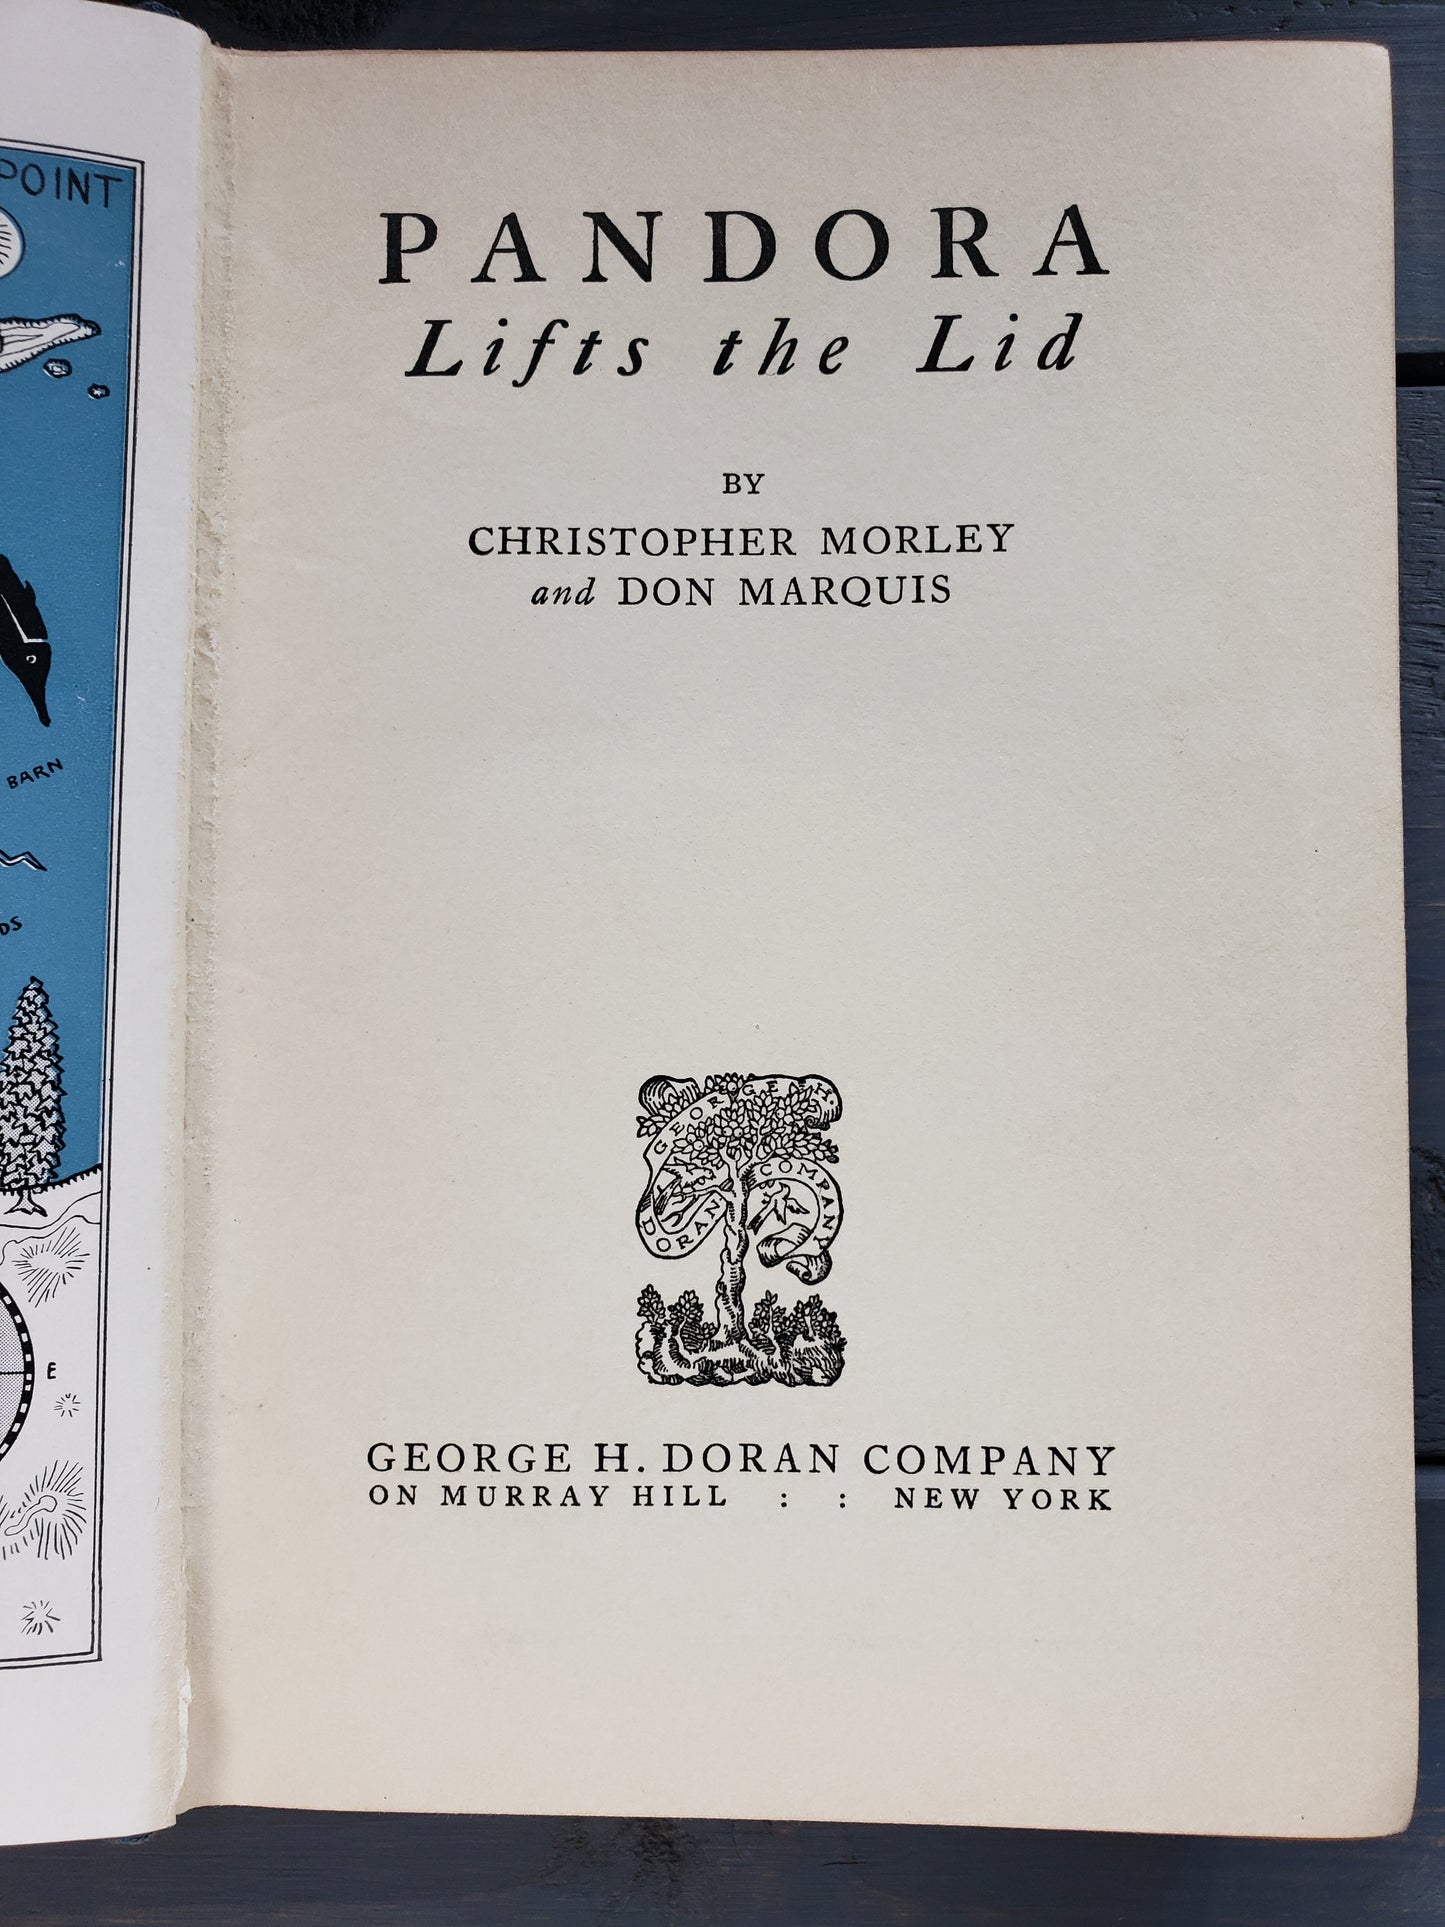 POINT
BARN
E
PANDORA
Lifts the Lid
BY
CHRISTOPHER MORLEY
and DON MARQUIS
GEORGE H.
DORAN COMPANY
GEORGE H. DORAN COMPANY
ON MURRAY HILL : : NEW YORK